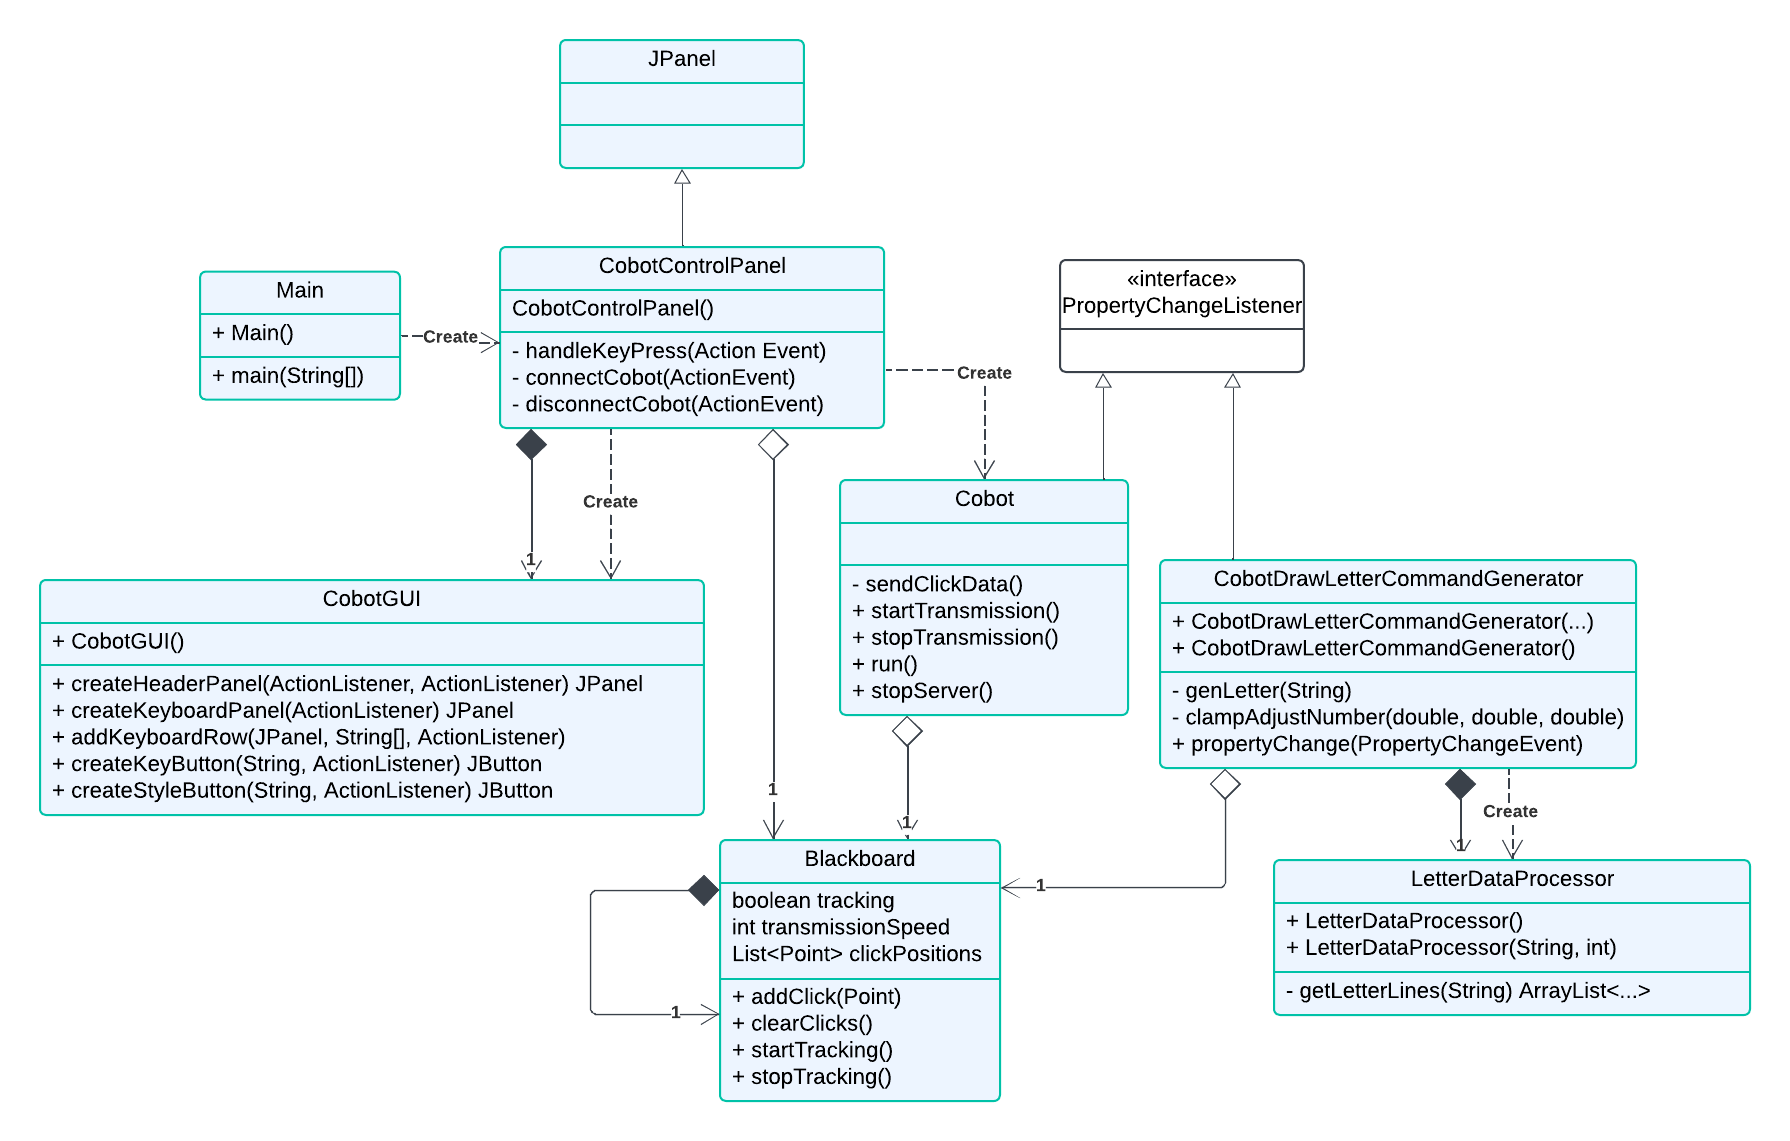 JPanel
CobotControlPanel
CobotControlPanel()
- handleKeyPress(Action Event)
- connectCobot(ActionEvent)
- disconnectCobot(ActionEvent)
Main
+ Main()
+ main(String[])
Create
«interface»
PropertyChangeListener
Create
Create
1
Cobot
- sendClickData()
+ startTransmission()
+ stopTransmission()
+ run()
+ stopServer()
CobotGUI
+ CobotGUI()
+ createHeaderPanel(ActionListener, ActionListener) JPanel
+ createKeyboardPanel(ActionListener) JPanel
+ addKeyboardRow(JPanel, String[], ActionListener)
+ createKeyButton(String, ActionListener) JButton
+ createStyleButton(String, ActionListener) JButton
CobotDrawLetterCommandGenerator
+ CobotDrawLetterCommandGenerator(...)
+ CobotDrawLetterCommandGenerator()
- genLetter(String)
- clampAdjustNumber(double, double, double)
+ propertyChange(PropertyChangeEvent)
1
1
1
Create
1
Blackboard
boolean tracking
int transmissionSpeed
List<Point> clickPositions
+ addClick(Point)
+ clearClicks()
+ startTracking()
+ stopTracking()
1
LetterDataProcessor
+ LetterDataProcessor()
+ LetterDataProcessor(String, int)
- getLetterLines(String) ArrayList<...>